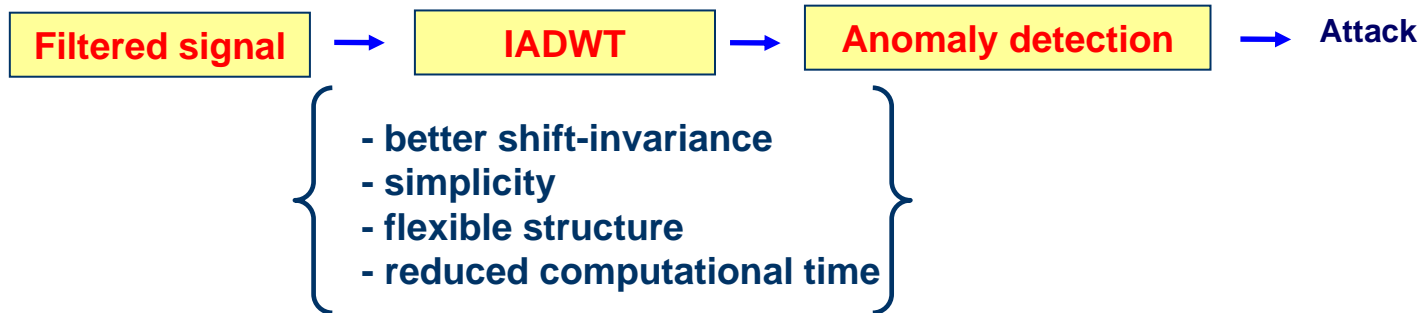 Filtered signal
IADWT
Anomaly detection
Attack
- better shift-invariance
- simplicity
- flexible structure
- reduced computational time